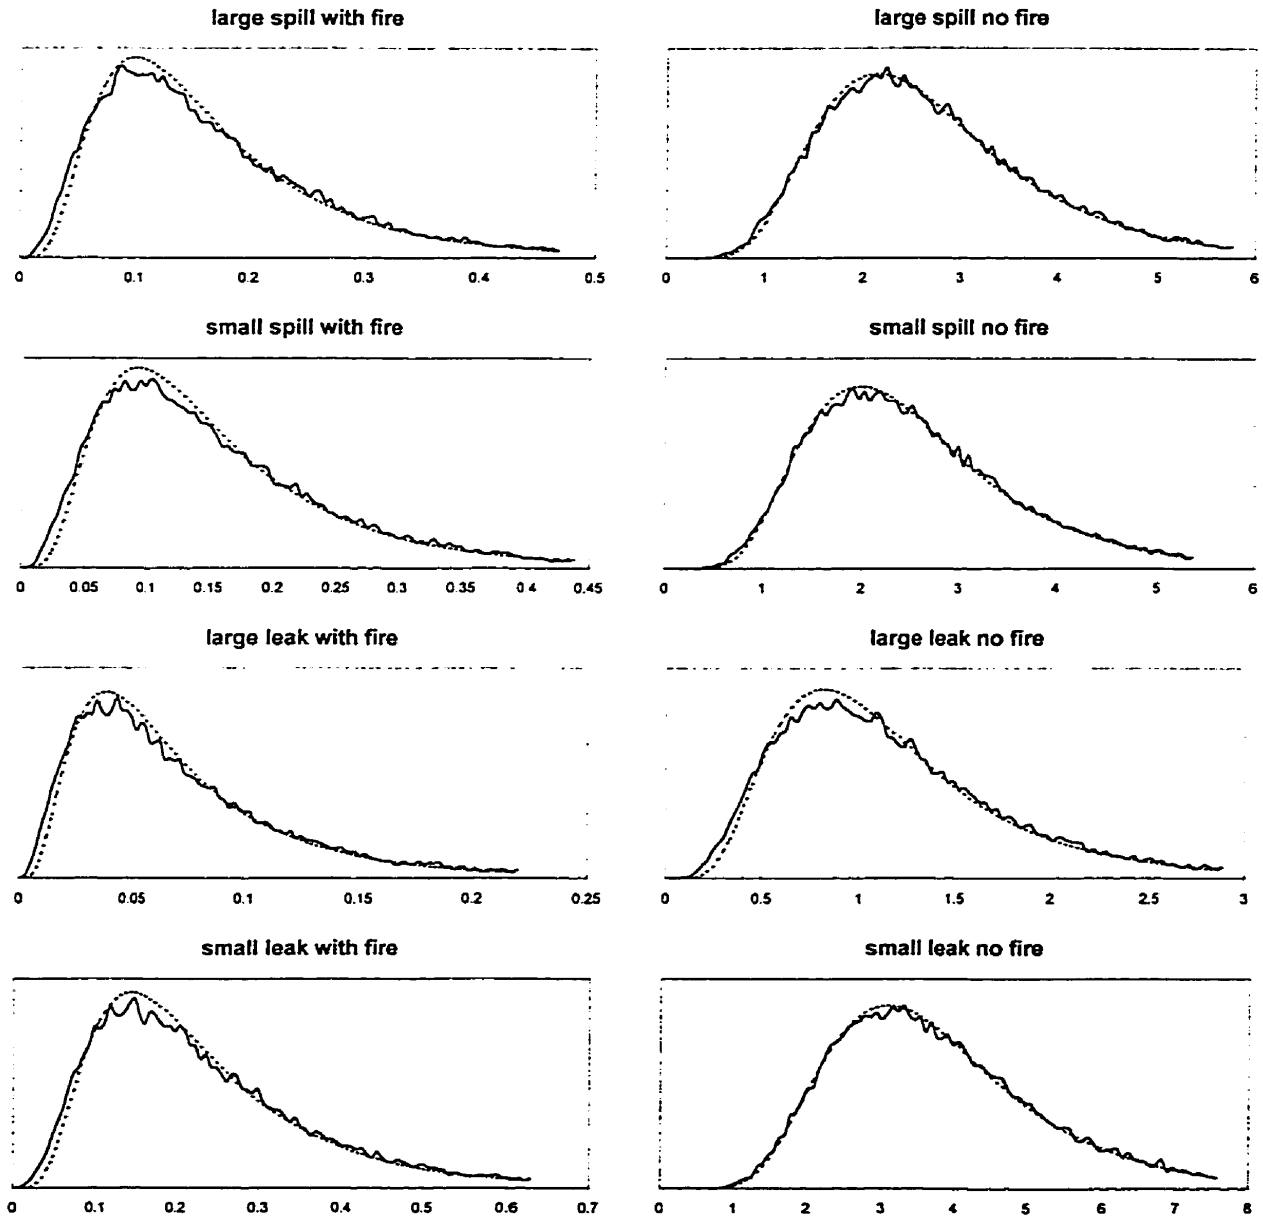 large spill with fire
large spill no fire
0 0.1 0.2 0.3 0.4 0.5
0 1 2 3 4 5 6
small spill with fire
small spill no fire
0 0.05 0.1 0.15 0.2 0.25 0.3 0.35 0.4 0.45
0 1 2 3 4 5 6
large leak with fire
large leak no fire
0 0.05 0.1 0.15 0.2 0.25
0 0.5 1 1.5 2 2.5 3
small leak with fire
small leak no fire
0 0.1 0.2 0.3 0.4 0.5 0.6 0.7
0 1 2 3 4 5 6 7 8